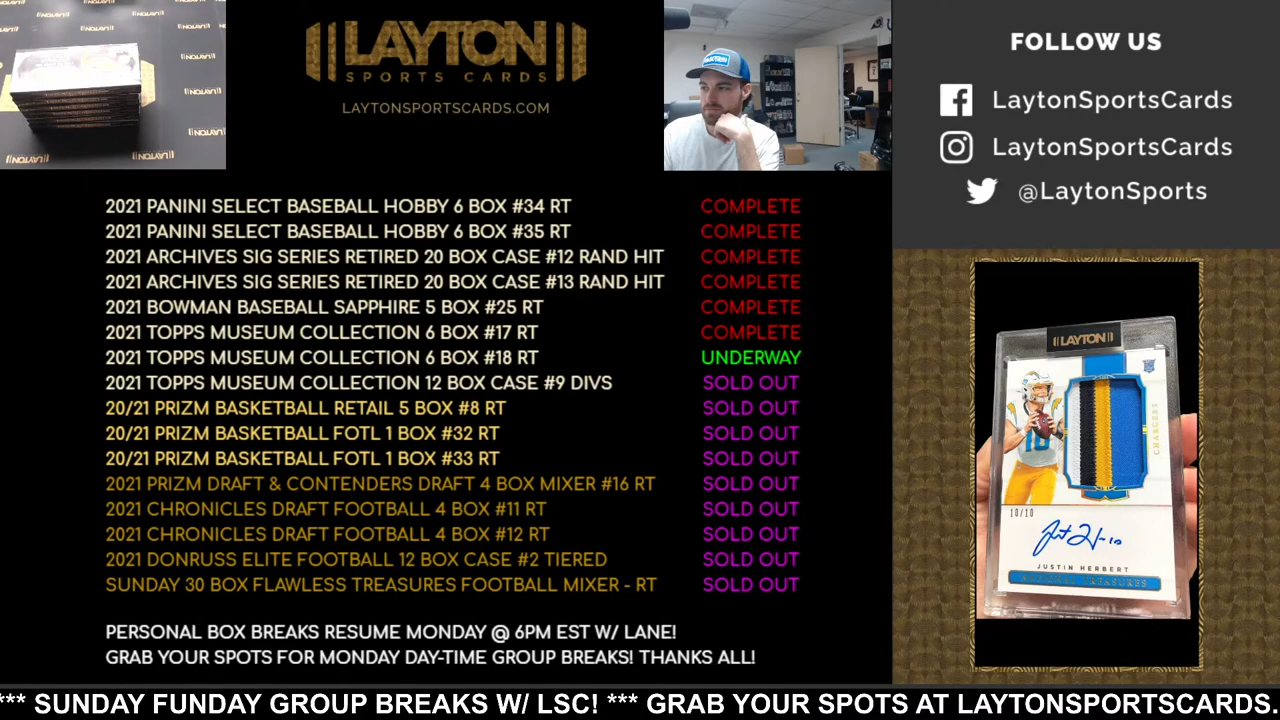 LAYTON
SPORTS CARDS
LAYTONSPORTSCARDS.COM
FOLLOW US
LaytonSportsCards
LaytonSportsCards
@LaytonSports
2021 PANINI SELECT BASEBALL HOBBY 6 BOX #34 RT COMPLETE
2021 PANINI SELECT BASEBALL HOBBY 6 BOX #35 RT COMPLETE
2021 ARCHIVES SIG SERIES RETIRED 20 BOX CASE #12 RAND HIT COMPLETE
2021 ARCHIVES SIG SERIES RETIRED 20 BOX CASE #13 RAND HIT COMPLETE
2021 BOWMAN BASEBALL SAPPHIRE 5 BOX #25 RT COMPLETE
2021 TOPPS MUSEUM COLLECTION 6 BOX #17 RT COMPLETE
2021 TOPPS MUSEUM COLLECTION 6 BOX #18 RT UNDERWAY
2021 TOPPS MUSEUM COLLECTION 12 BOX CASE #9 DIVS SOLD OUT
20/21 PRIZM BASKETBALL RETAIL 5 BOX #8 RT SOLD OUT
20/21 PRIZM BASKETBALL FOTL 1 BOX #32 RT SOLD OUT
20/21 PRIZM BASKETBALL FOTL 1 BOX #33 RT SOLD OUT
2021 PRIZM DRAFT & CONTENDERS DRAFT 4 BOX MIXER #16 RT SOLD OUT
2021 CHRONICLES DRAFT FOOTBALL 4 BOX #11 RT SOLD OUT
2021 CHRONICLES DRAFT FOOTBALL 4 BOX #12 RT SOLD OUT
2021 DONRUSS ELITE FOOTBALL 12 BOX CASE #2 TIERED SOLD OUT
SUNDAY 30 BOX FLAWLESS TREASURES FOOTBALL MIXER - RT SOLD OUT
PERSONAL BOX BREAKS RESUME MONDAY @ 6PM EST W/ LANE!
GRAB YOUR SPOTS FOR MONDAY DAY-TIME GROUP BREAKS! THANKS ALL!
LAYTON
CHARGERS
10/10
JUSTIN HERBERT
NATIONAL TREASURES
*** SUNDAY FUNDAY GROUP BREAKS W/ LSC! *** GRAB YOUR SPOTS AT LAYTONSPORTSCARDS.